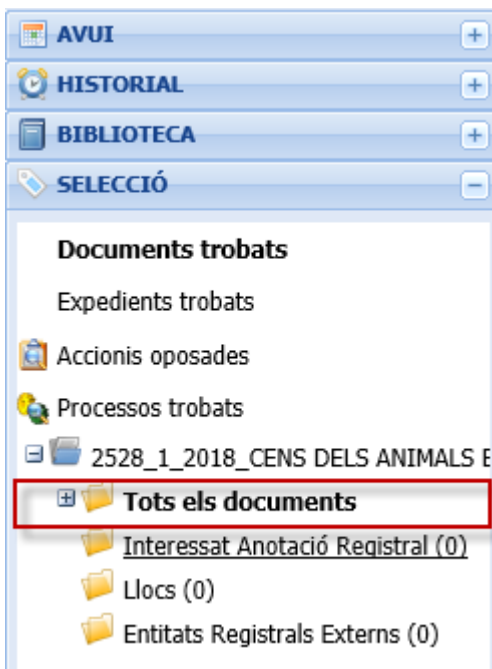 AVUI
HISTORIAL
BIBLIOTECA
SELECCIÓ
Documents trobats
Expedients trobats
Accionis oposades
Processos trobats
2528_1_2018_CENS DELS ANIMALS E
Tots els documents
Interessat Anotació Registral (0)
Llocs (0)
Entitats Registrals Externs (0)